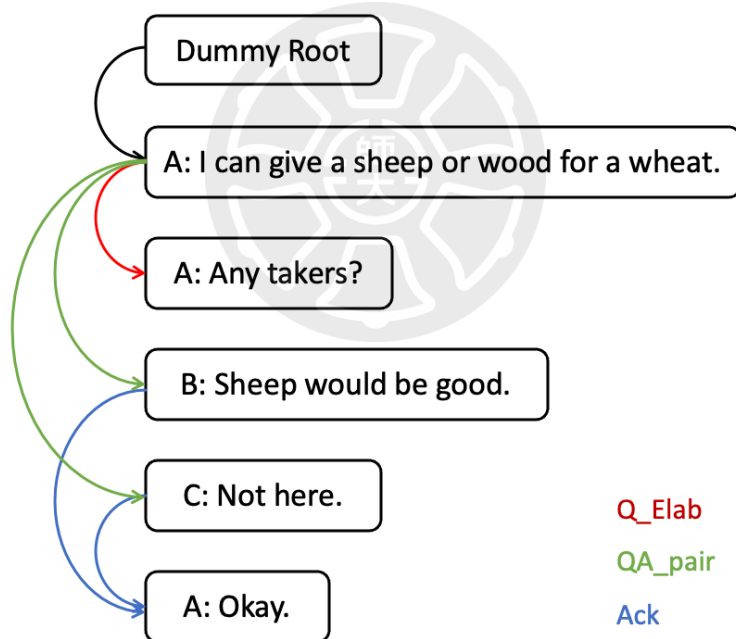 Dummy Root
A: I can give a sheep or wood for a wheat.
A: Any takers?
B: Sheep would be good.
C: Not here.
A: Okay.
Q_Elab
QA_pair
Ack